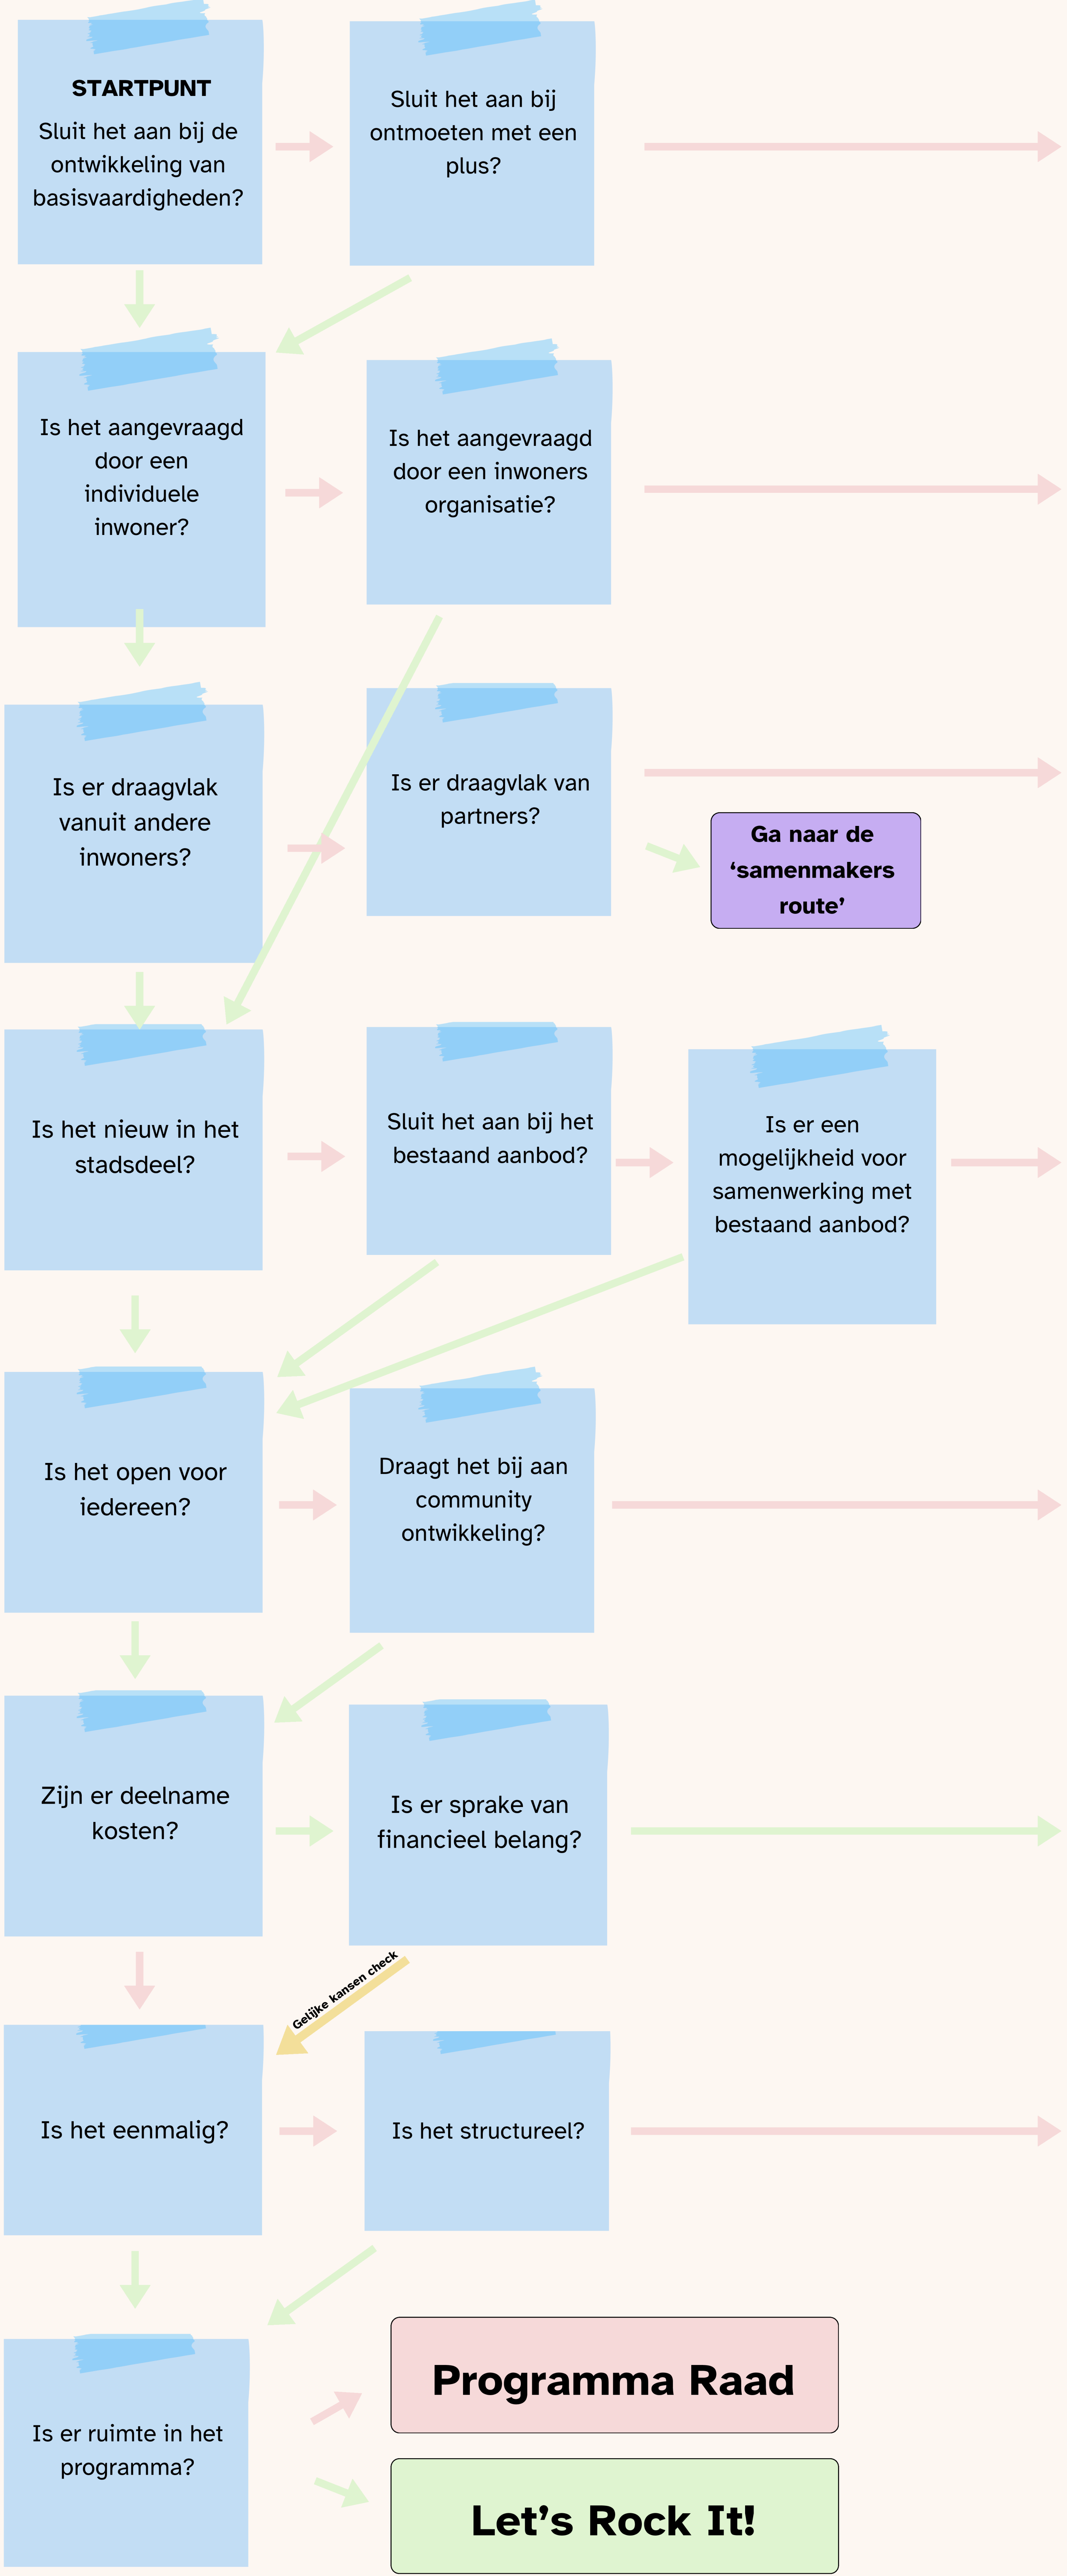 STARTPUNT
Sluit het aan bij de
ontwikkeling van
basisvaardigheden?
Sluit het aan bij
ontmoeten met een
plus?
Is het aangevraagd
door een
individuele
inwoner?
Is het aangevraagd
door een inwoners
organisatie?
Is er draagvlak
vanuit andere
inwoners?
Is er draagvlak van
partners?
Ga naar de
‘samenmakers
route’
Is het nieuw in het
stadsdeel?
Sluit het aan bij het
bestaand aanbod?
Is er een
mogelijkheid voor
samenwerking met
bestaand aanbod?
Is het open voor
iedereen?
Draagt het bij aan
community
ontwikkeling?
Zijn er deelname
kosten?
Is er sprake van
financieel belang?
Gelijke kansen check
Is het eenmalig?
Is het structureel?
Is er ruimte in het
programma?
Programma Raad
Let’s Rock It!